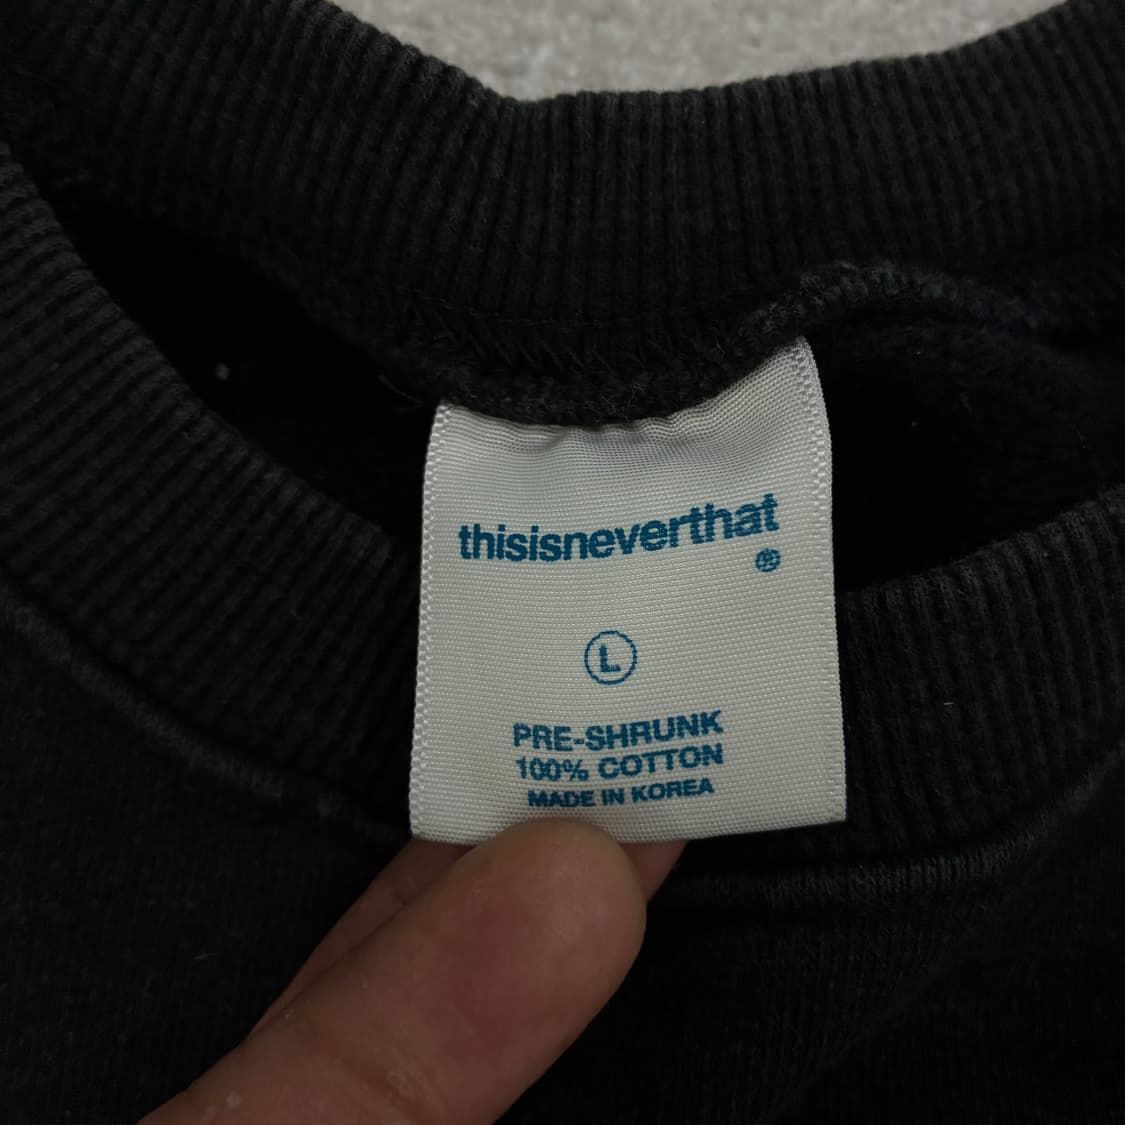 thisisneverthat
®
L
PRE-SHRUNK
100% COTTON
MADE IN KOREA